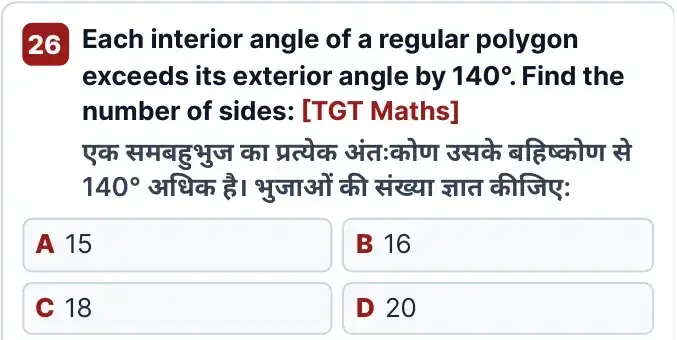 26 Each interior angle of a regular polygon
exceeds its exterior angle by 140°. Find the
number of sides: [TGT Maths]
एक समबहुभुज का प्रत्येक अंतःकोण उसके बहिष्कोण से
140° अधिक है। भुजाओं की संख्या ज्ञात कीजिए:
A 15
B 16
C 18
D 20